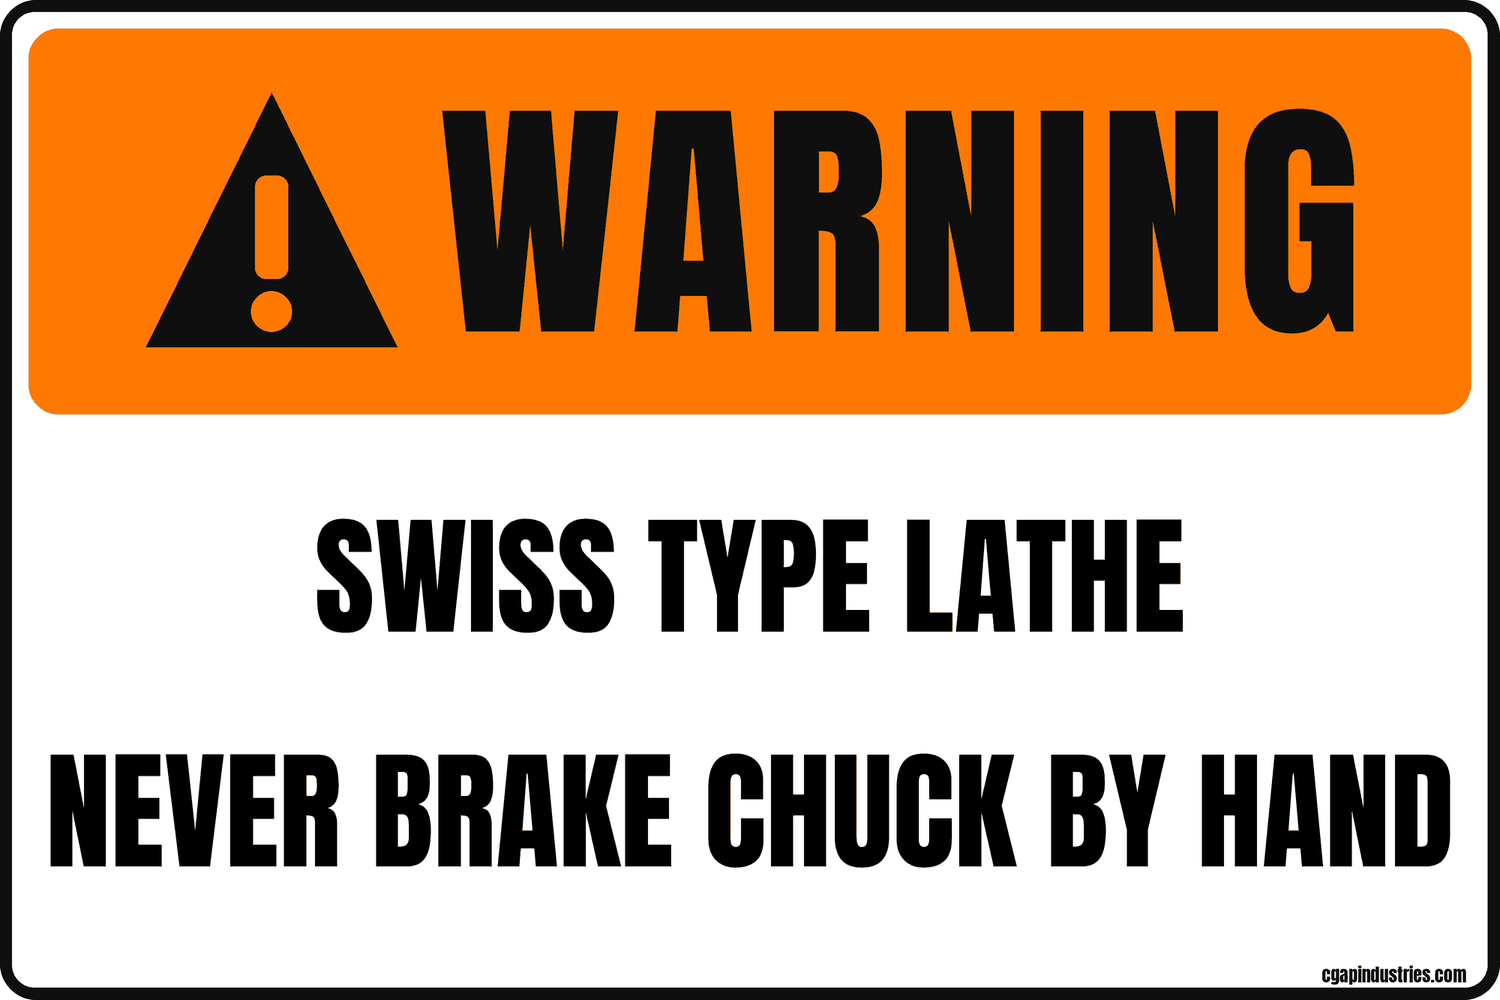 WARNING
SWISS TYPE LATHE
NEVER BRAKE CHUCK BY HAND
cgapindustries.com